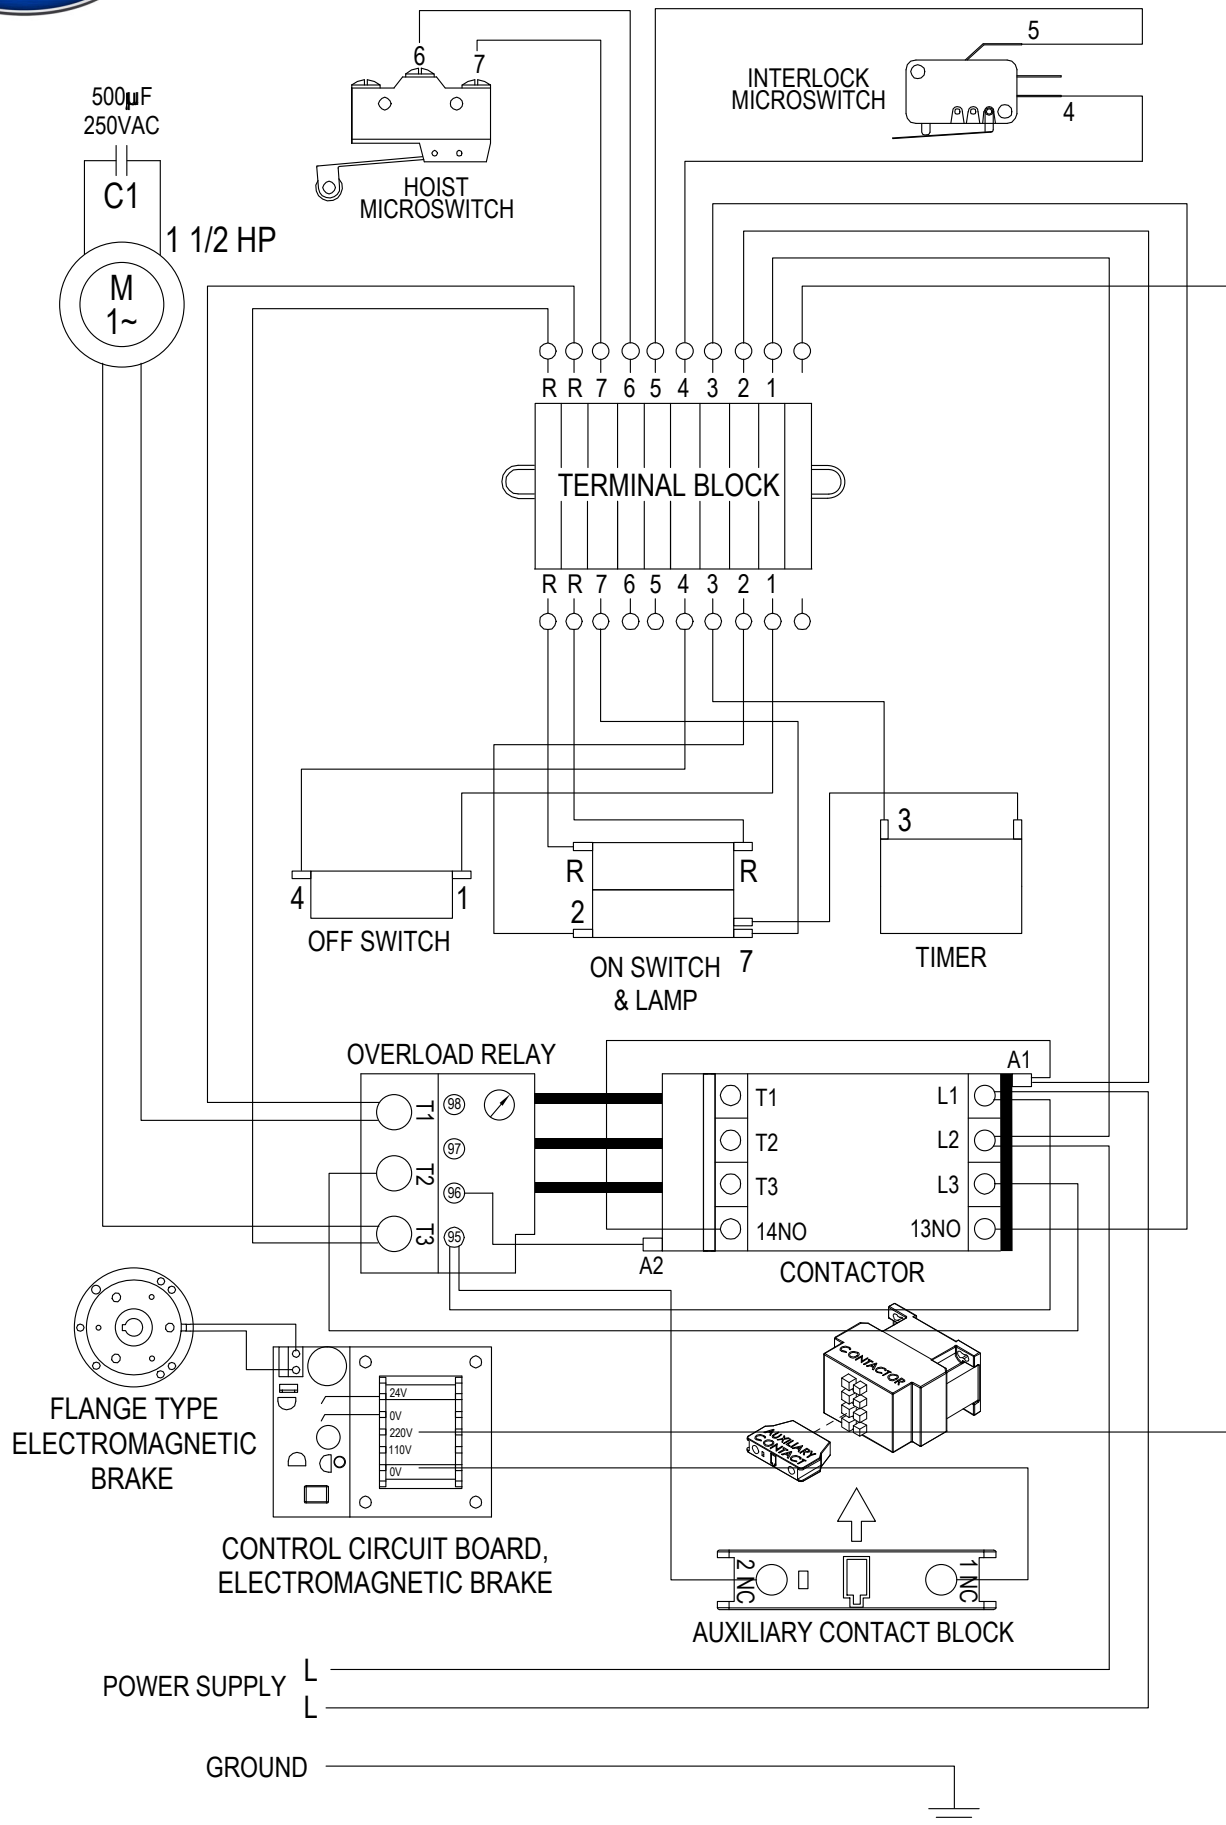 6
7
5
4
500µF
250VAC
C1
1 1/2 HP
M
1~
HOIST
MICROSWITCH
INTERLOCK
MICROSWITCH
R R 7 6 5 4 3 2 1
TERMINAL BLOCK
R R 7 6 5 4 3 2 1
4 1
OFF SWITCH
R R
2
7
ON SWITCH
& LAMP
3
TIMER
OVERLOAD RELAY
T1
T2
T3
98
97
96
95
A1
T1 L1
T2 L2
T3 L3
14NO 13NO
A2
CONTACTOR
FLANGE TYPE
ELECTROMAGNETIC
BRAKE
24V
0V
220V
110V
0V
CONTROL CIRCUIT BOARD,
ELECTROMAGNETIC BRAKE
CONTACTOR
AUXILIARY
CONTACT
2 NC
1 NC
AUXILIARY CONTACT BLOCK
POWER SUPPLY
L
L
GROUND